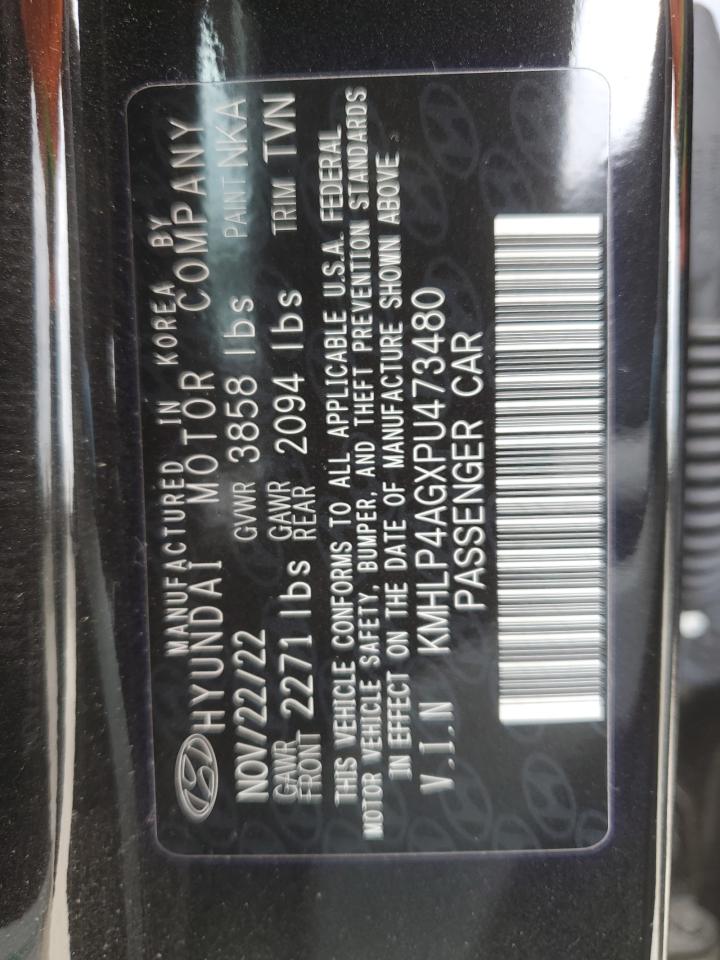 MANUFACTURED IN KOREA BY
HYUNDAI MOTOR COMPANY
NOV/22/22 GVWR 3858 lbs PAINT NKA
GAWR FRONT 2271 lbs GAWR REAR 2094 lbs TRIM TVN
THIS VEHICLE CONFORMS TO ALL APPLICABLE U.S.A. FEDERAL
MOTOR VEHICLE SAFETY, BUMPER, AND THEFT PREVENTION STANDARDS
IN EFFECT ON THE DATE OF MANUFACTURE SHOWN ABOVE.
V.I.N KMHLP4AGXPU473480
PASSENGER CAR